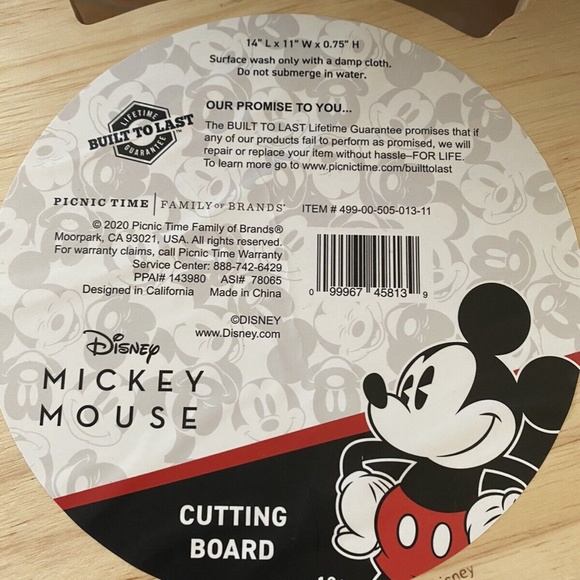 14" L x 11" W x 0.75" H
Surface wash only with a damp cloth.
Do not submerge in water.
LIFETIME
BUILT TO LAST™
GUARANTEE
OUR PROMISE TO YOU...
The BUILT TO LAST Lifetime Guarantee promises that if
any of our products fail to perform as promised, we will
repair or replace your item without hassle–FOR LIFE.
To learn more go to www.picnictime.com/builttolast
PICNIC TIME | FAMILY OF BRANDS®
ITEM # 499-00-505-013-11
© 2020 Picnic Time Family of Brands®
Moorpark, CA 93021, USA. All rights reserved.
For warranty claims, call Picnic Time Warranty
Service Center: 888-742-6429
PPAI# 143980 ASI# 78065
Designed in California Made in China
0 99967 45813 9
©DISNEY
www.Disney.com
Disney
MICKEY
MOUSE
CUTTING
BOARD